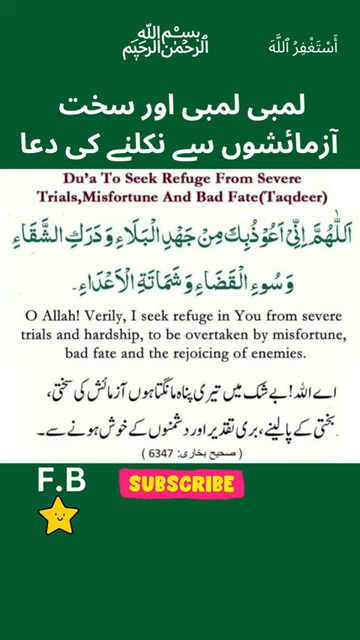 بسم الله الرحمن الرحيم
أَسْتَغْفِرُ ٱللَّٰهَ
لمبی لمبی اور سخت
آزمائشوں سے نکلنے کی دعا
Du'a To Seek Refuge From Severe
Trials,Misfortune And Bad Fate(Taqdeer)
اَللّٰهُمَّ اِنِّیْ اَعُوْذُبِكَ مِنْ جَهْدِ الْبَلَاءِ وَدَرَكِ الشَّقَاءِ
وَسُوْءِ الْقَضَاءِ وَشَمَاتَةِ الْاَعْدَاءِ۔
O Allah! Verily, I seek refuge in You from severe
trials and hardship, to be overtaken by misfortune,
bad fate and the rejoicing of enemies.
اے اللہ! بے شک میں تیری پناہ مانگتا ہوں آزمائش کی سختی،
بدبختی کے پالینے، بری تقدیر اور دشمنوں کے خوش ہونے سے۔
( صحیح بخاری: 6347 )
F.B
SUBSCRIBE